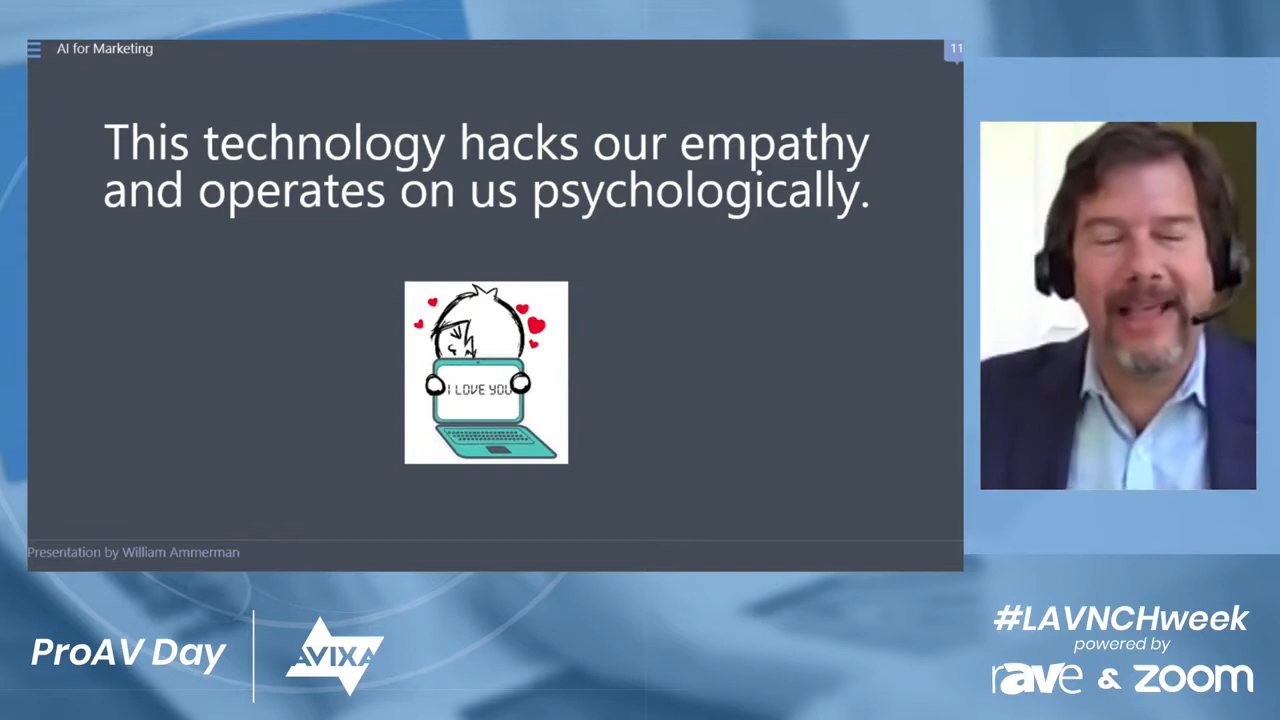 AI for Marketing
11
This technology hacks our empathy
and operates on us psychologically.
I LOVE YOU
Presentation by William Ammerman
ProAV Day
AVIXA
#LAVNCHweek
powered by
rAVe & zoom